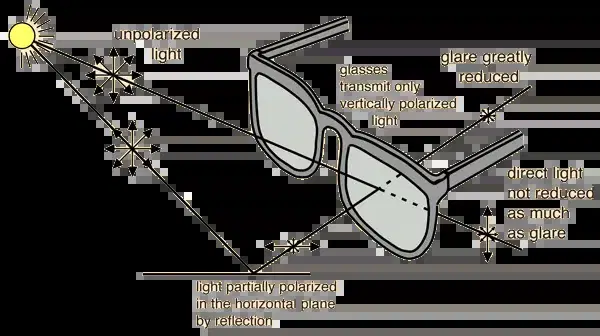 unpolarized
light
glasses
transmit only
vertically polarized
light
glare greatly
reduced
direct light
not reduced
as much
as glare
light partially polarized
in the horizontal plane
by reflection